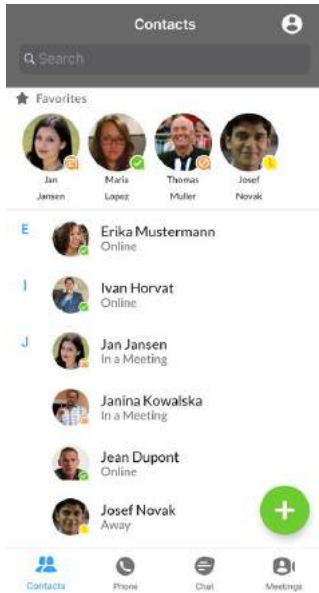 Contacts
Search
Favorites
Jan Maria Thomas Josef
Jansen Lopez Muller Novak
E
Erika Mustermann
Online
I
Ivan Horvat
Online
J
Jan Jansen
In a Meeting
Janina Kowalska
In a Meeting
Jean Dupont
Online
Josef Novak
Away
Contacts Phone Chat Meetings